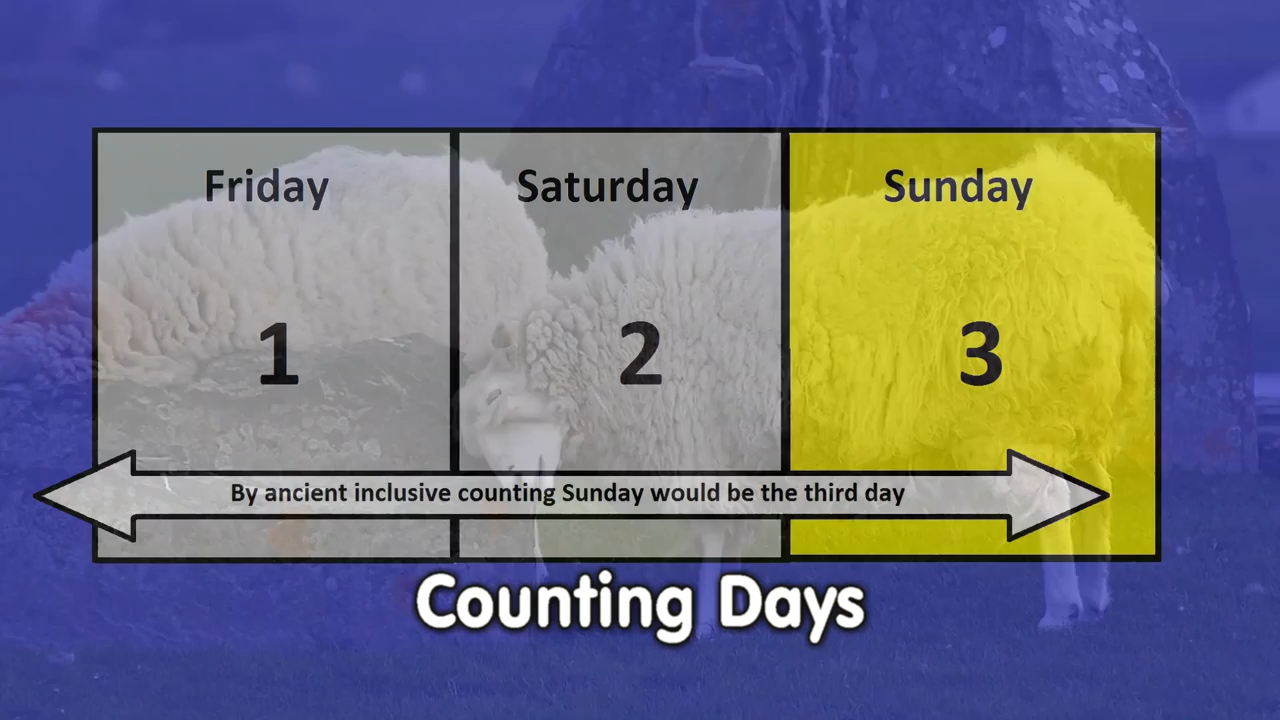 Friday
Saturday
Sunday
1
2
3
By ancient inclusive counting Sunday would be the third day
Counting Days